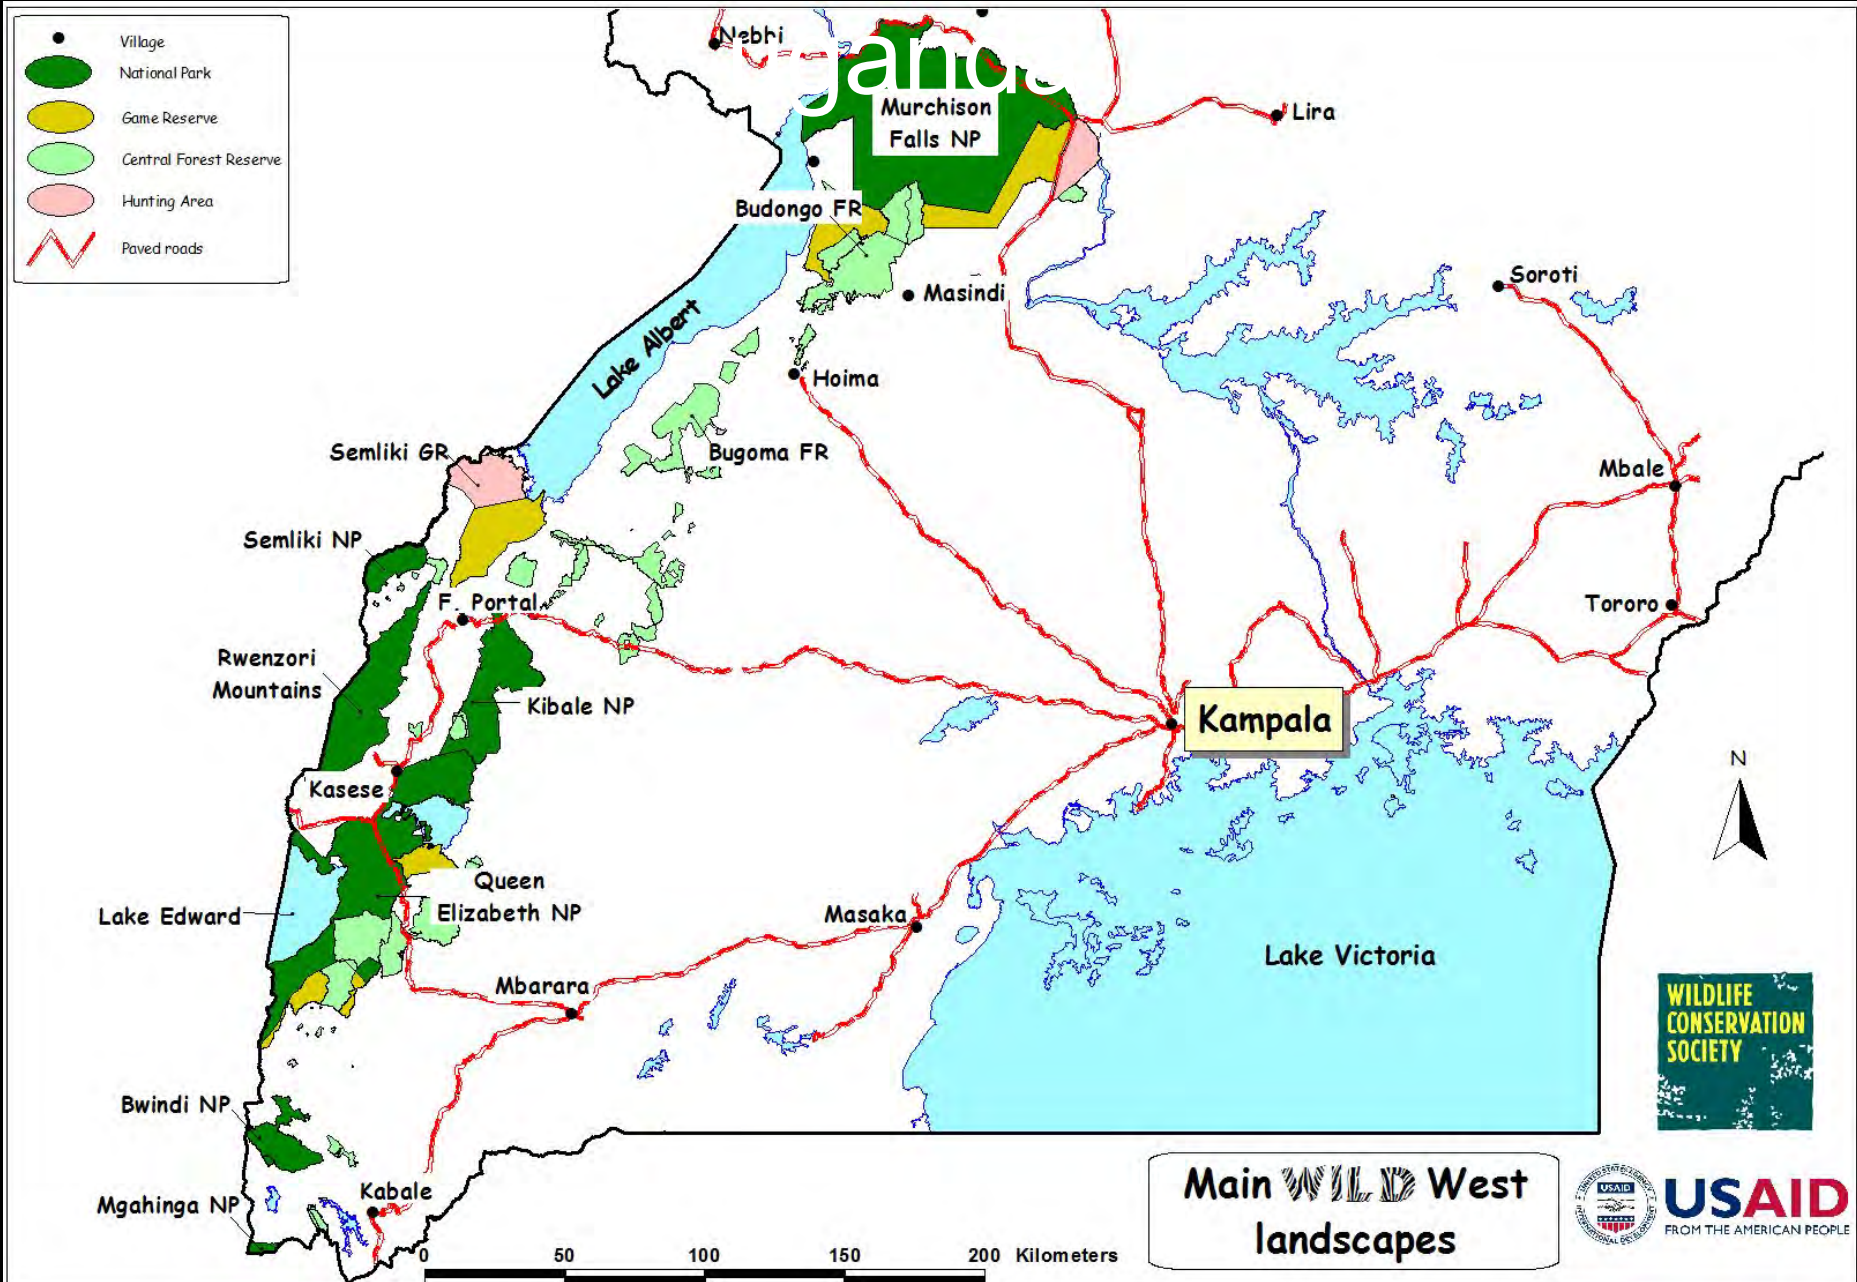 Village
National Park
Game Reserve
Central Forest Reserve
Hunting Area
Paved roads
Nebbi
Murchison
Falls NP
Lira
Budongo FR
Masindi
Soroti
Lake Albert
Hoima
Semliki GR
Bugoma FR
Mbale
Semliki NP
F. Portal
Tororo
Rwenzori
Mountains
Kibale NP
Kampala
N
Kasese
Queen
Elizabeth NP
Lake Edward
Masaka
Lake Victoria
Mbarara
WILDLIFE
CONSERVATION
SOCIETY
Bwindi NP
Mgahinga NP
Kabale
Main WILD West
landscapes
0 50 100 150 200 Kilometers
USAID
USAID
FROM THE AMERICAN PEOPLE